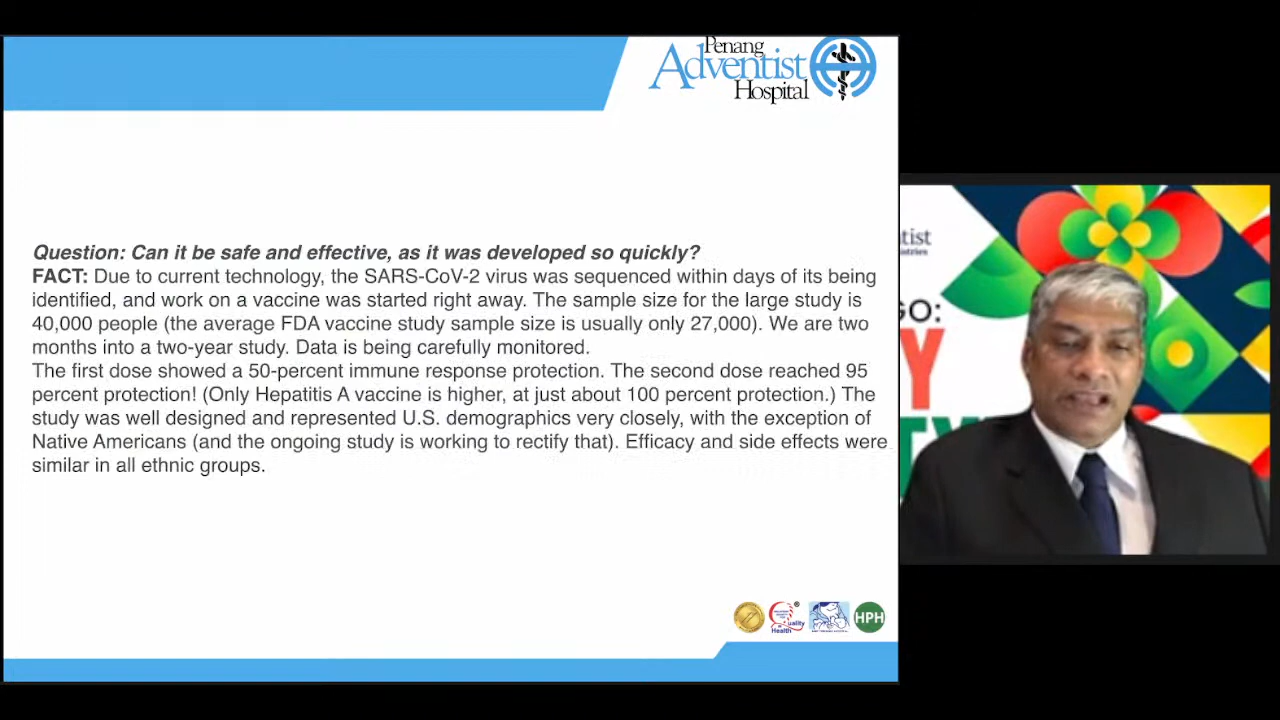 Penang
Adventist
Hospital
Question: Can it be safe and effective, as it was developed so quickly?
FACT: Due to current technology, the SARS-CoV-2 virus was sequenced within days of its being
identified, and work on a vaccine was started right away. The sample size for the large study is
40,000 people (the average FDA vaccine study sample size is usually only 27,000). We are two
months into a two-year study. Data is being carefully monitored.
The first dose showed a 50-percent immune response protection. The second dose reached 95
percent protection! (Only Hepatitis A vaccine is higher, at just about 100 percent protection.) The
study was well designed and represented U.S. demographics very closely, with the exception of
Native Americans (and the ongoing study is working to rectify that). Efficacy and side effects were
similar in all ethnic groups.
Quality
Health
HPH
GO:
Y